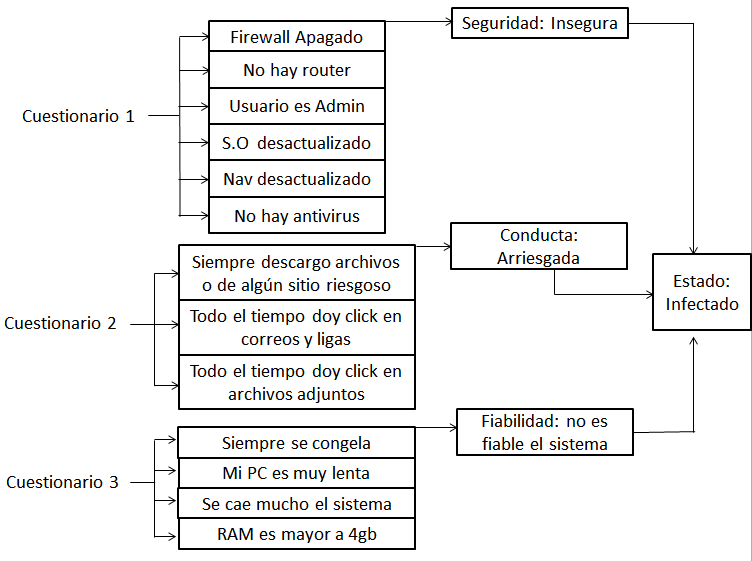 Cuestionario 1
Firewall Apagado
No hay router
Usuario es Admin
S.O desactualizado
Nav desactualizado
No hay antivirus
Seguridad: Insegura
Cuestionario 2
Siempre descargo archivos
o de algún sitio riesgoso
Todo el tiempo doy click en
correos y ligas
Todo el tiempo doy click en
archivos adjuntos
Conducta:
Arriesgada
Cuestionario 3
Siempre se congela
Mi PC es muy lenta
Se cae mucho el sistema
RAM es mayor a 4gb
Fiabilidad: no es
fiable el sistema
Estado:
Infectado